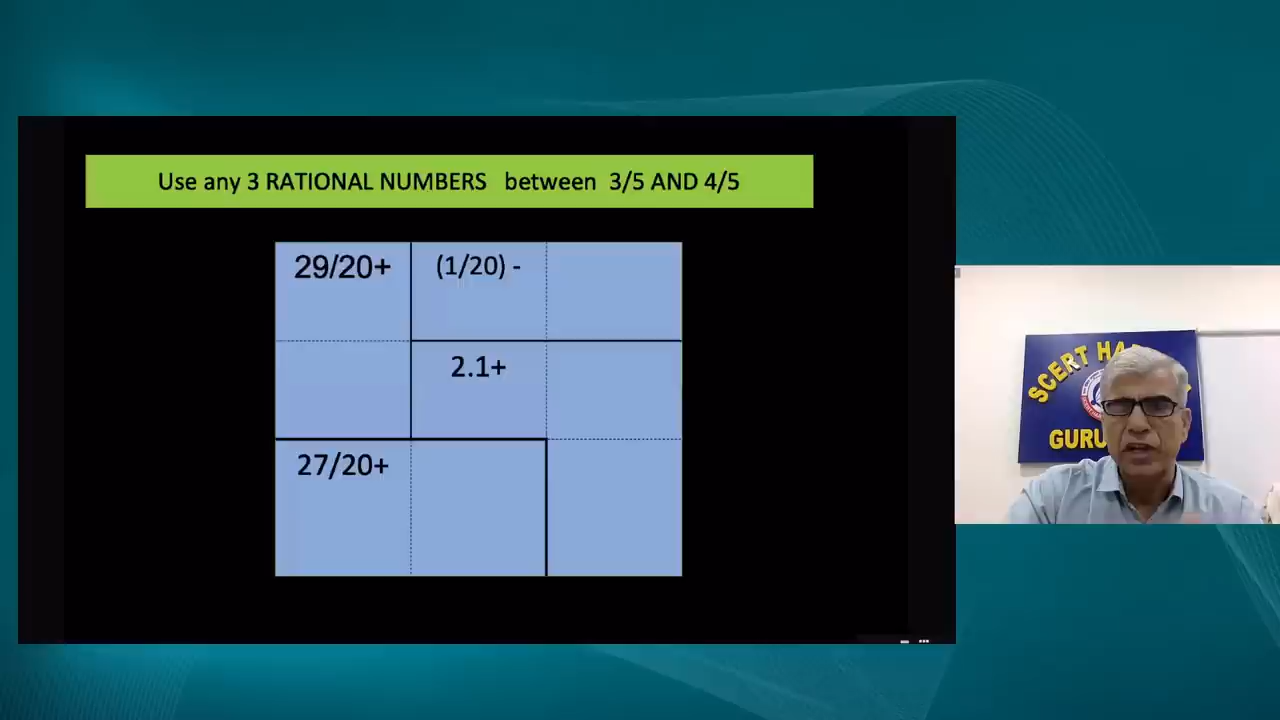 Use any 3 RATIONAL NUMBERS between 3/5 AND 4/5
29/20+ (1/20) -
2.1+
27/20+
SCERT HA
GURU